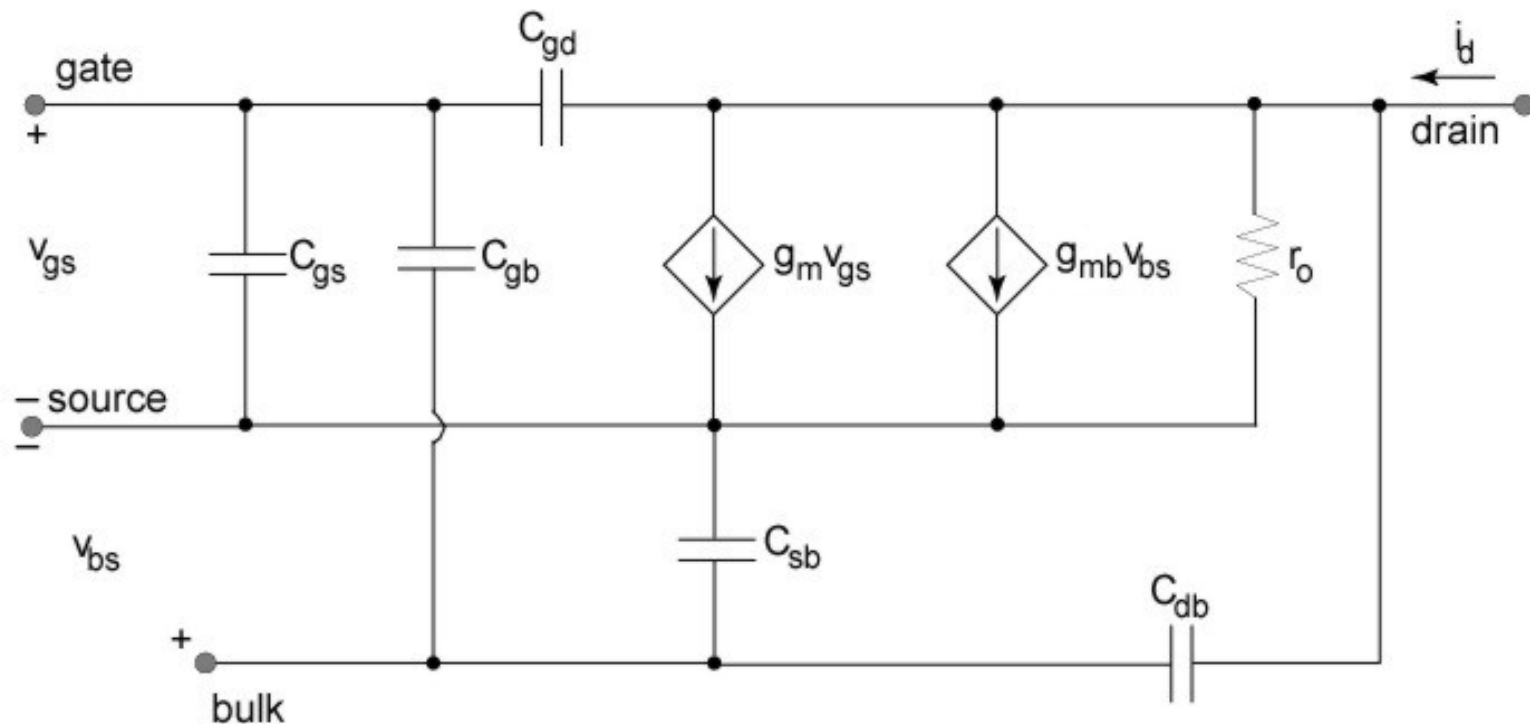 C_gd
i_d
gate
+
drain
v_gs
C_gs
C_gb
g_m v_gs
g_mb v_bs
r_o
– source
–
v_bs
C_sb
C_db
+
bulk